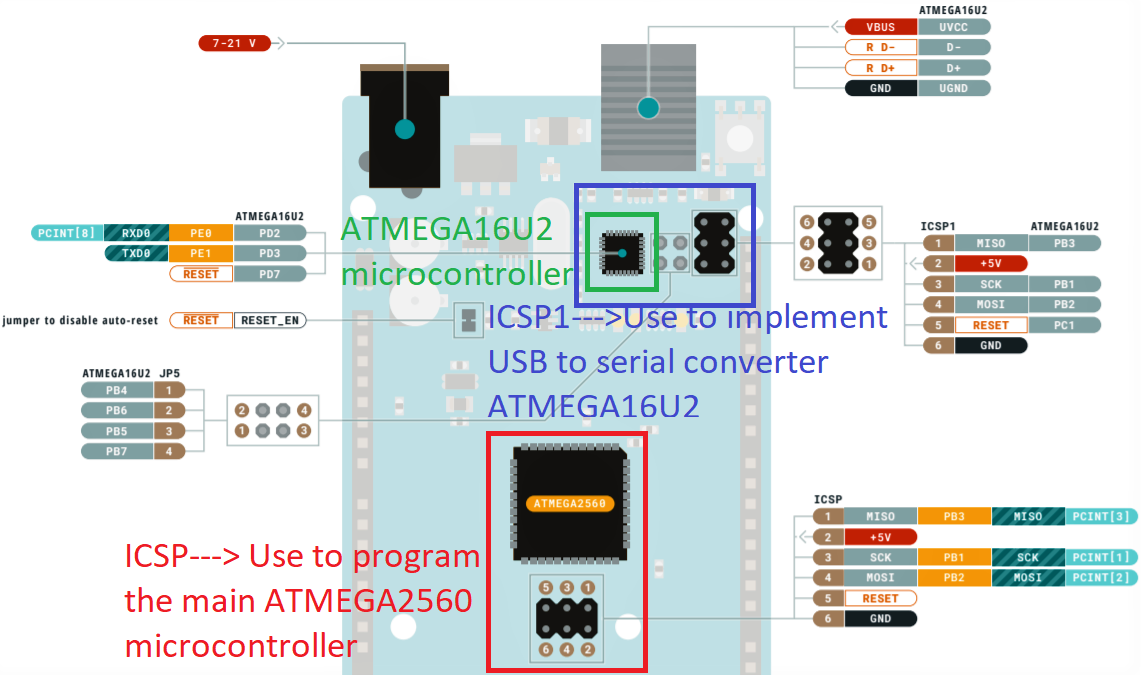 ATMEGA16U2
7-21 V
VBUS UVCC
R D- D-
R D+ D+
GND UGND
ATMEGA16U2
PCINT[8] RXD0 PE0 PD2
TXD0 PE1 PD3
RESET PD7
ATMEGA16U2
microcontroller
6 5
4 3
2 1
ICSP1 ATMEGA16U2
1 MISO PB3
2 +5V
3 SCK PB1
4 MOSI PB2
5 RESET PC1
6 GND
jumper to disable auto-reset RESET RESET_EN
ICSP1--->Use to implement
USB to serial converter
ATMEGA16U2
ATMEGA16U2 JP5
PB4 1
PB6 2
PB5 3
PB7 4
2 4
1 3
ATMEGA2560
ICSP---> Use to program
the main ATMEGA2560
microcontroller
5 3 1
6 4 2
ICSP
1 MISO PB3 MISO PCINT[3]
2 +5V
3 SCK PB1 SCK PCINT[1]
4 MOSI PB2 MOSI PCINT[2]
5 RESET
6 GND